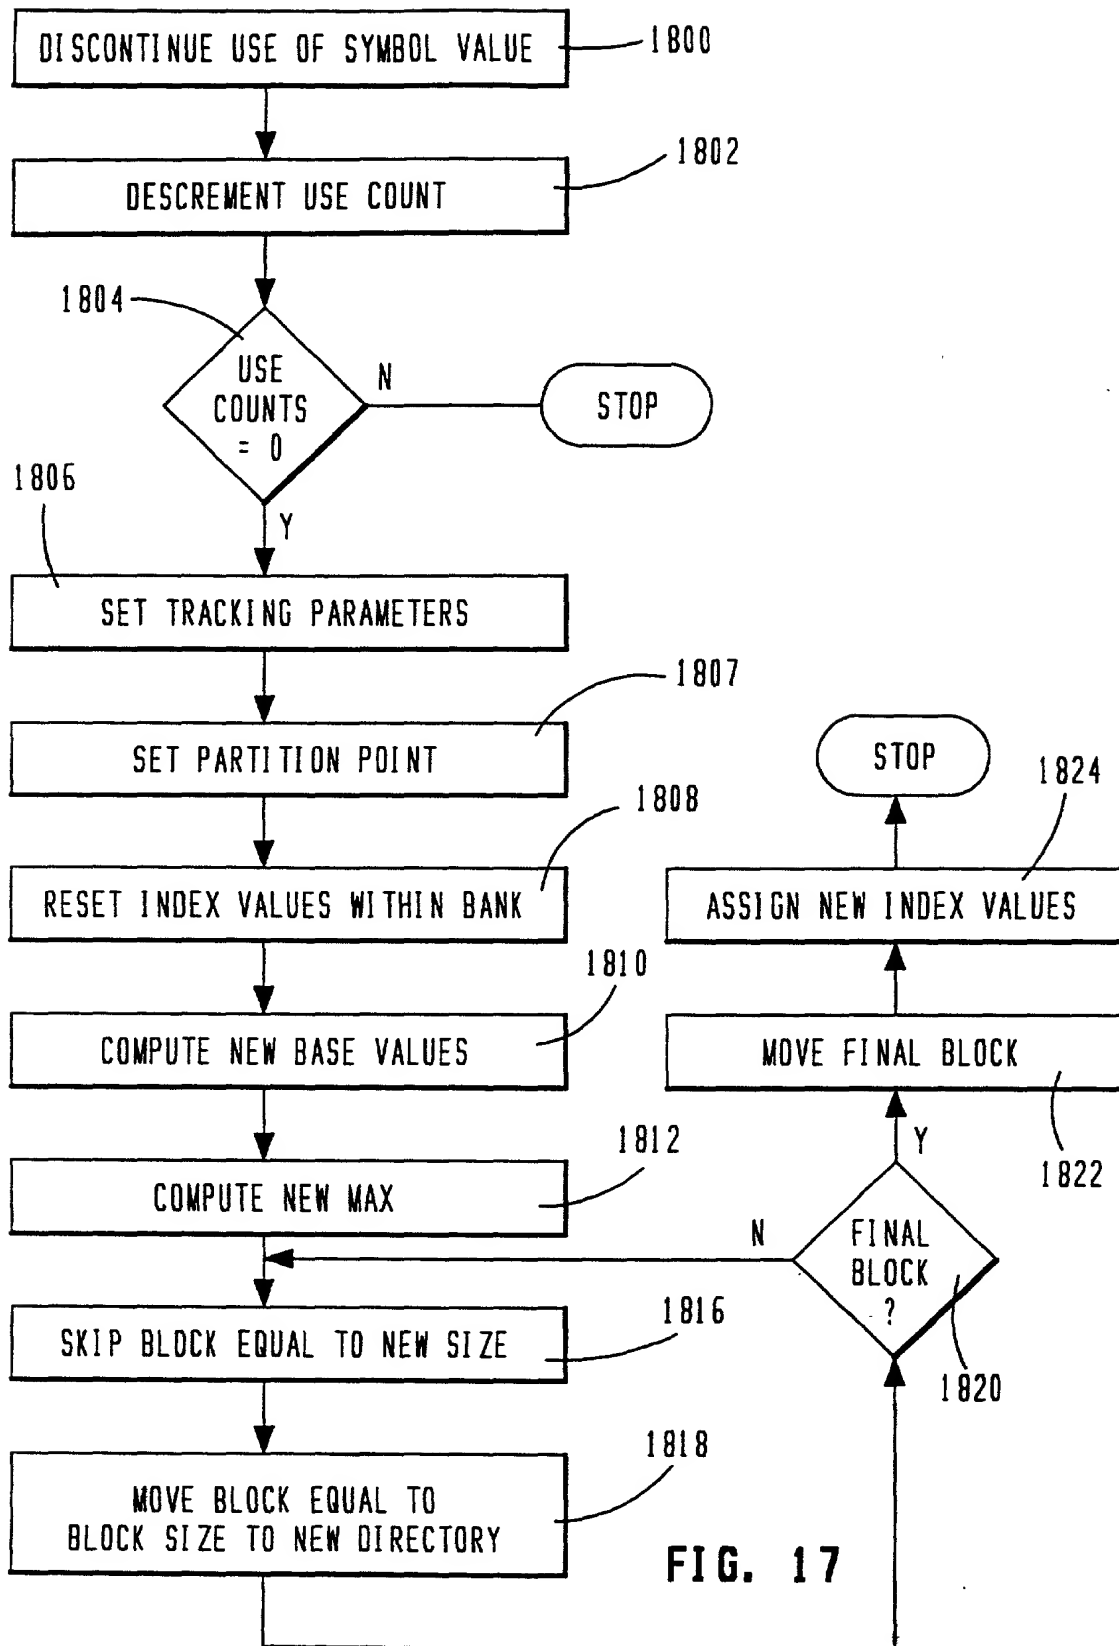 DISCONTINUE USE OF SYMBOL VALUE
1800
DESCREMENT USE COUNT
1802
1804
USE
COUNTS
= 0
N
STOP
Y
1806
SET TRACKING PARAMETERS
1807
SET PARTITION POINT
1808
RESET INDEX VALUES WITHIN BANK
1810
COMPUTE NEW BASE VALUES
1812
COMPUTE NEW MAX
1816
SKIP BLOCK EQUAL TO NEW SIZE
1818
MOVE BLOCK EQUAL TO
BLOCK SIZE TO NEW DIRECTORY
FINAL
BLOCK
?
1820
N
Y
MOVE FINAL BLOCK
1822
ASSIGN NEW INDEX VALUES
1824
STOP
FIG. 17